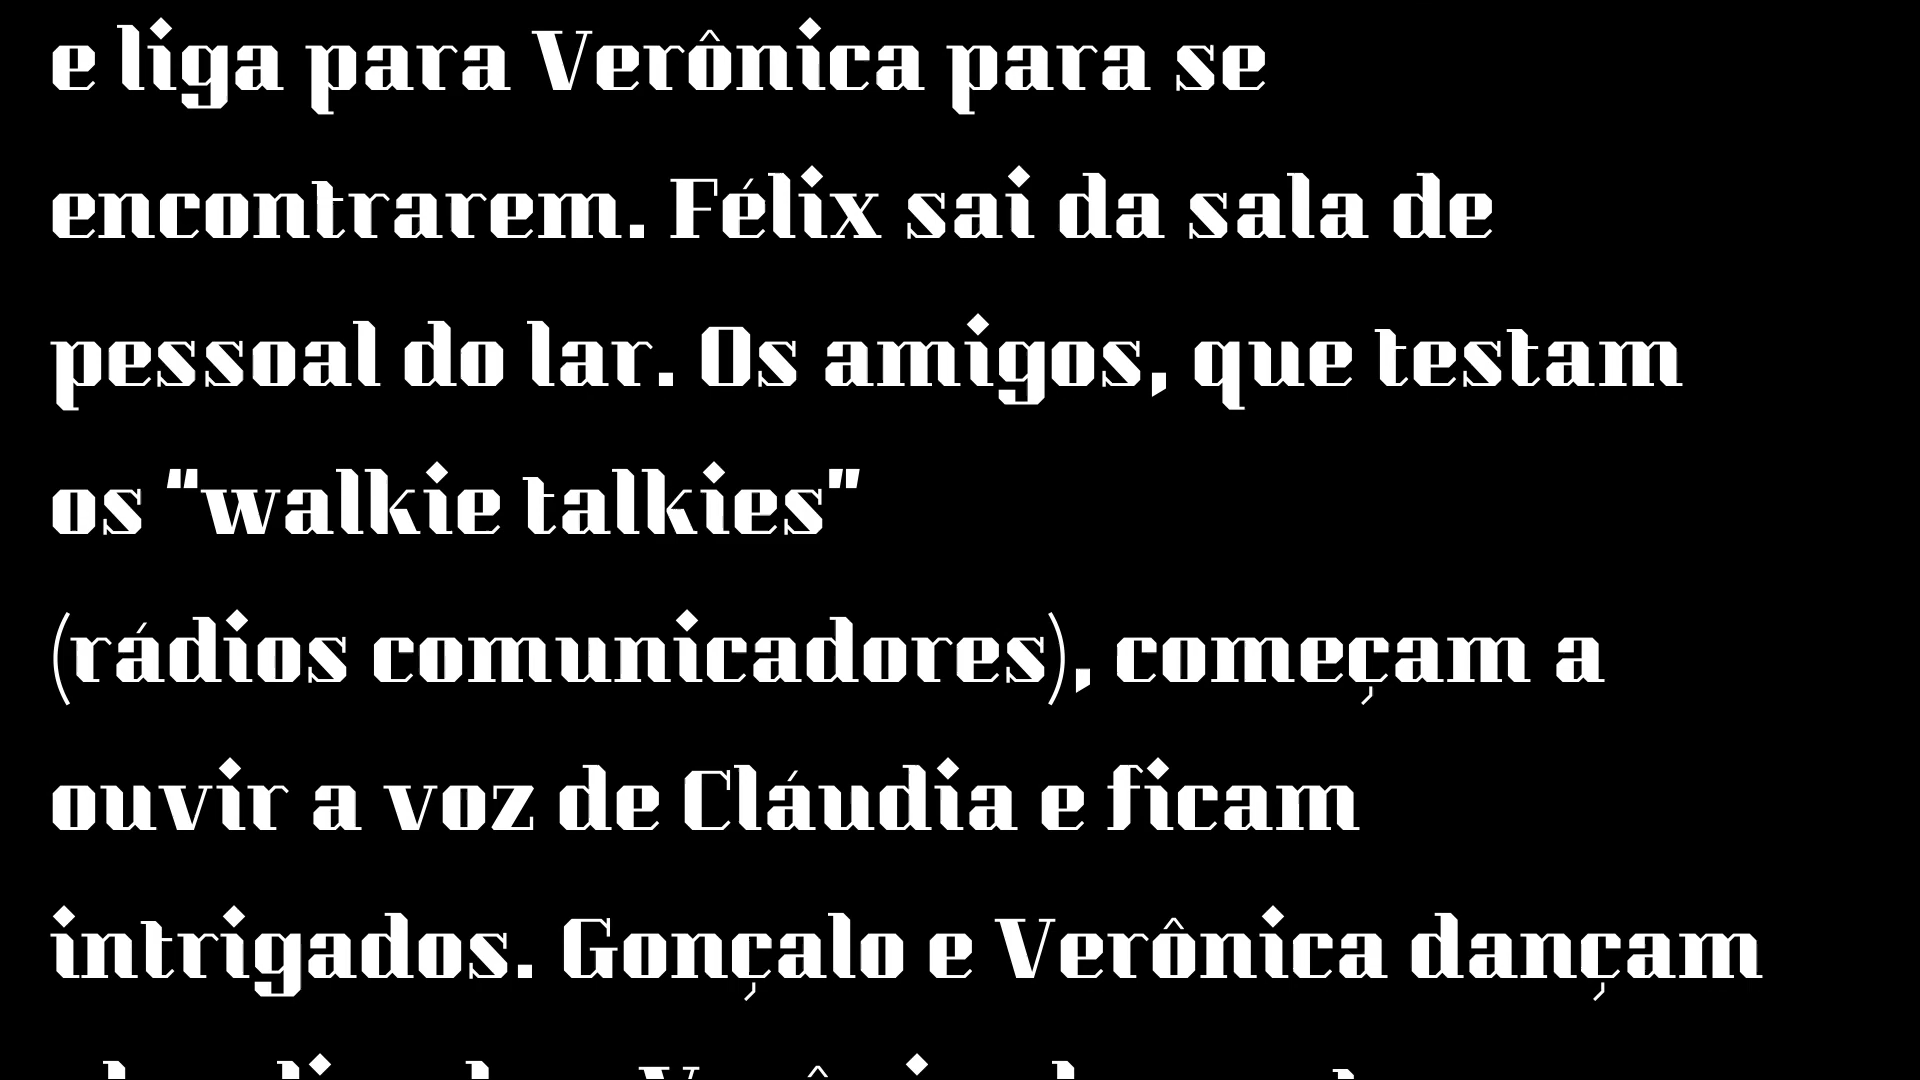 e liga para Verônica para se
encontrarem. Félix sai da sala de
pessoal do lar. Os amigos, que testam
os “walkie talkies”
(rádios comunicadores), começam a
ouvir a voz de Cláudia e ficam
intrigados. Gonçalo e Verônica dançam